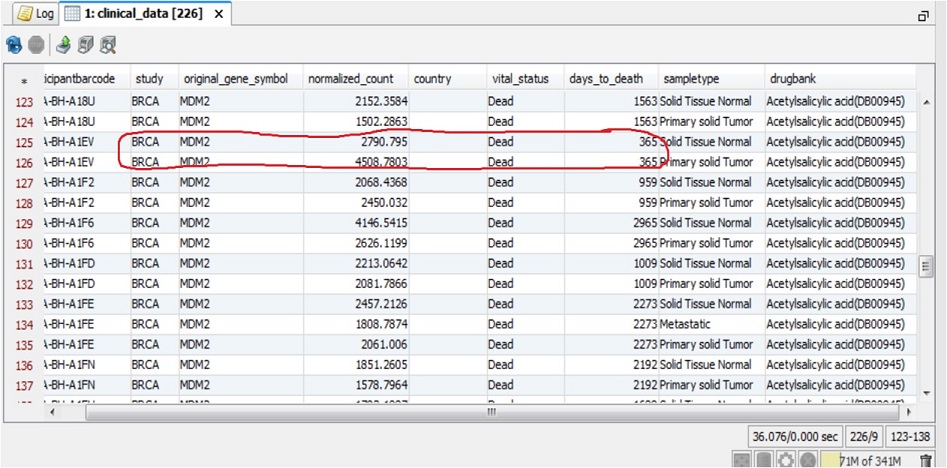 Log 1: clinical_data [226]
* icipantbarcode study original_gene_symbol normalized_count country vital_status days_to_death sampletype drugbank
123 A-BH-A18U BRCA MDM2 2152.3584 Dead 1563 Solid Tissue Normal Acetylsalicylic acid(DB00945)
124 A-BH-A18U BRCA MDM2 1502.2863 Dead 1563 Primary solid Tumor Acetylsalicylic acid(DB00945)
125 A-BH-A1EV BRCA MDM2 2790.795 Dead 365 Solid Tissue Normal Acetylsalicylic acid(DB00945)
126 A-BH-A1EV BRCA MDM2 4508.7803 Dead 365 Primary solid Tumor Acetylsalicylic acid(DB00945)
127 A-BH-A1F2 BRCA MDM2 2068.4368 Dead 959 Solid Tissue Normal Acetylsalicylic acid(DB00945)
128 A-BH-A1F2 BRCA MDM2 2450.032 Dead 959 Primary solid Tumor Acetylsalicylic acid(DB00945)
129 A-BH-A1F6 BRCA MDM2 4146.5415 Dead 2965 Solid Tissue Normal Acetylsalicylic acid(DB00945)
130 A-BH-A1F6 BRCA MDM2 2626.1199 Dead 2965 Primary solid Tumor Acetylsalicylic acid(DB00945)
131 A-BH-A1FD BRCA MDM2 2213.0642 Dead 1009 Solid Tissue Normal Acetylsalicylic acid(DB00945)
132 A-BH-A1FD BRCA MDM2 2081.7866 Dead 1009 Primary solid Tumor Acetylsalicylic acid(DB00945)
133 A-BH-A1FE BRCA MDM2 2457.2126 Dead 2273 Solid Tissue Normal Acetylsalicylic acid(DB00945)
134 A-BH-A1FE BRCA MDM2 1808.7874 Dead 2273 Metastatic Acetylsalicylic acid(DB00945)
135 A-BH-A1FE BRCA MDM2 2061.006 Dead 2273 Primary solid Tumor Acetylsalicylic acid(DB00945)
136 A-BH-A1FN BRCA MDM2 1851.2605 Dead 2192 Solid Tissue Normal Acetylsalicylic acid(DB00945)
137 A-BH-A1FN BRCA MDM2 1578.7964 Dead 2192 Primary solid Tumor Acetylsalicylic acid(DB00945)
36.076/0.000 sec 226/9 123-138
71M of 341M